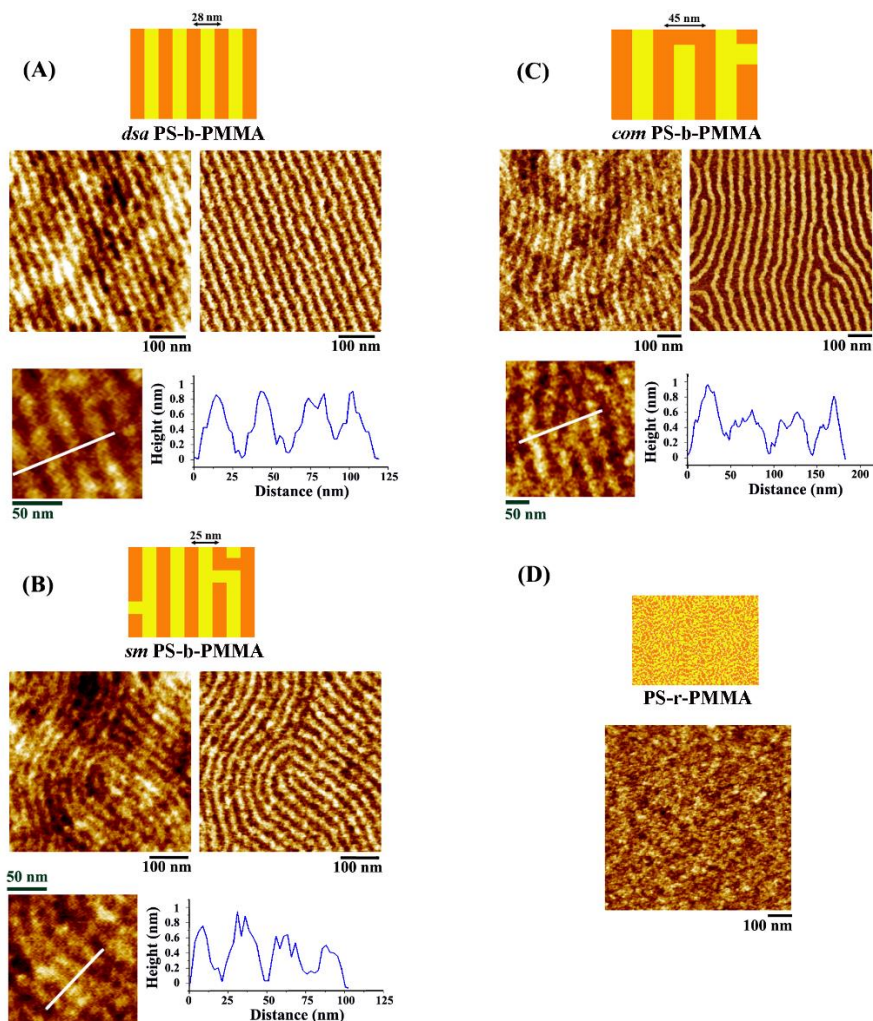 28 nm
(A)
dsa PS-b-PMMA
100 nm
100 nm
50 nm
Height (nm)
1
0.8
0.6
0.4
0.2
0
0 25 50 75 100 125
Distance (nm)
25 nm
(B)
sm PS-b-PMMA
100 nm
100 nm
50 nm
Height (nm)
1
0.8
0.6
0.4
0.2
0
0 25 50 75 100 125
Distance (nm)
45 nm
(C)
com PS-b-PMMA
100 nm
100 nm
50 nm
Height (nm)
1
0.8
0.6
0.4
0.2
0
0 50 100 150 200
Distance (nm)
(D)
PS-r-PMMA
100 nm